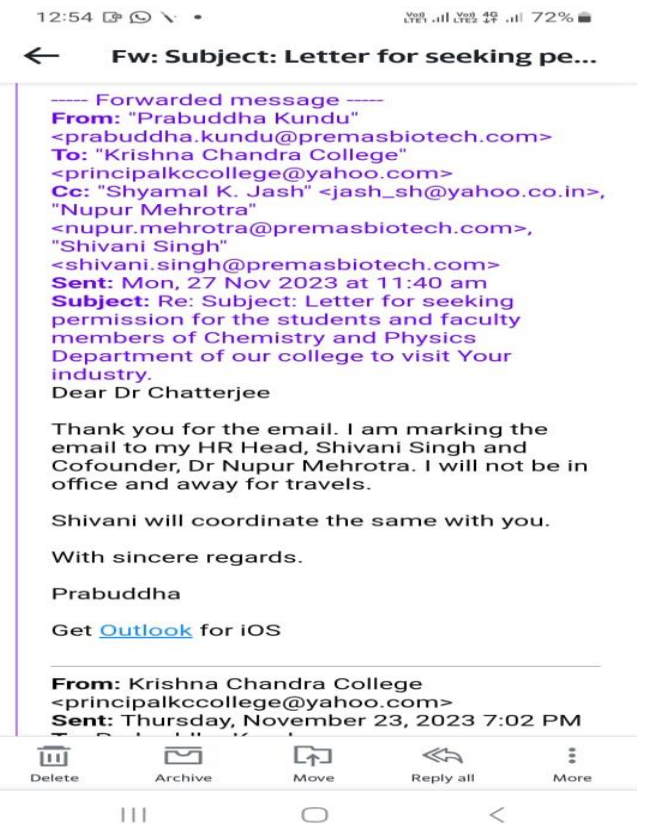 12:54
Vo)) LTE1 Vo)) LTE2 4G 72%
Fw: Subject: Letter for seeking pe...
----- Forwarded message -----
From: "Prabuddha Kundu"
<prabuddha.kundu@premasbiotech.com>
To: "Krishna Chandra College"
<principalkccollege@yahoo.com>
Cc: "Shyamal K. Jash" <jash_sh@yahoo.co.in>,
"Nupur Mehrotra"
<nupur.mehrotra@premasbiotech.com>,
"Shivani Singh"
<shivani.singh@premasbiotech.com>
Sent: Mon, 27 Nov 2023 at 11:40 am
Subject: Re: Subject: Letter for seeking
permission for the students and faculty
members of Chemistry and Physics
Department of our college to visit Your
industry.
Dear Dr Chatterjee
Thank you for the email. I am marking the
email to my HR Head, Shivani Singh and
Cofounder, Dr Nupur Mehrotra. I will not be in
office and away for travels.
Shivani will coordinate the same with you.
With sincere regards.
Prabuddha
Get Outlook for iOS
From: Krishna Chandra College
<principalkccollege@yahoo.com>
Sent: Thursday, November 23, 2023 7:02 PM
Delete Archive Move Reply all More